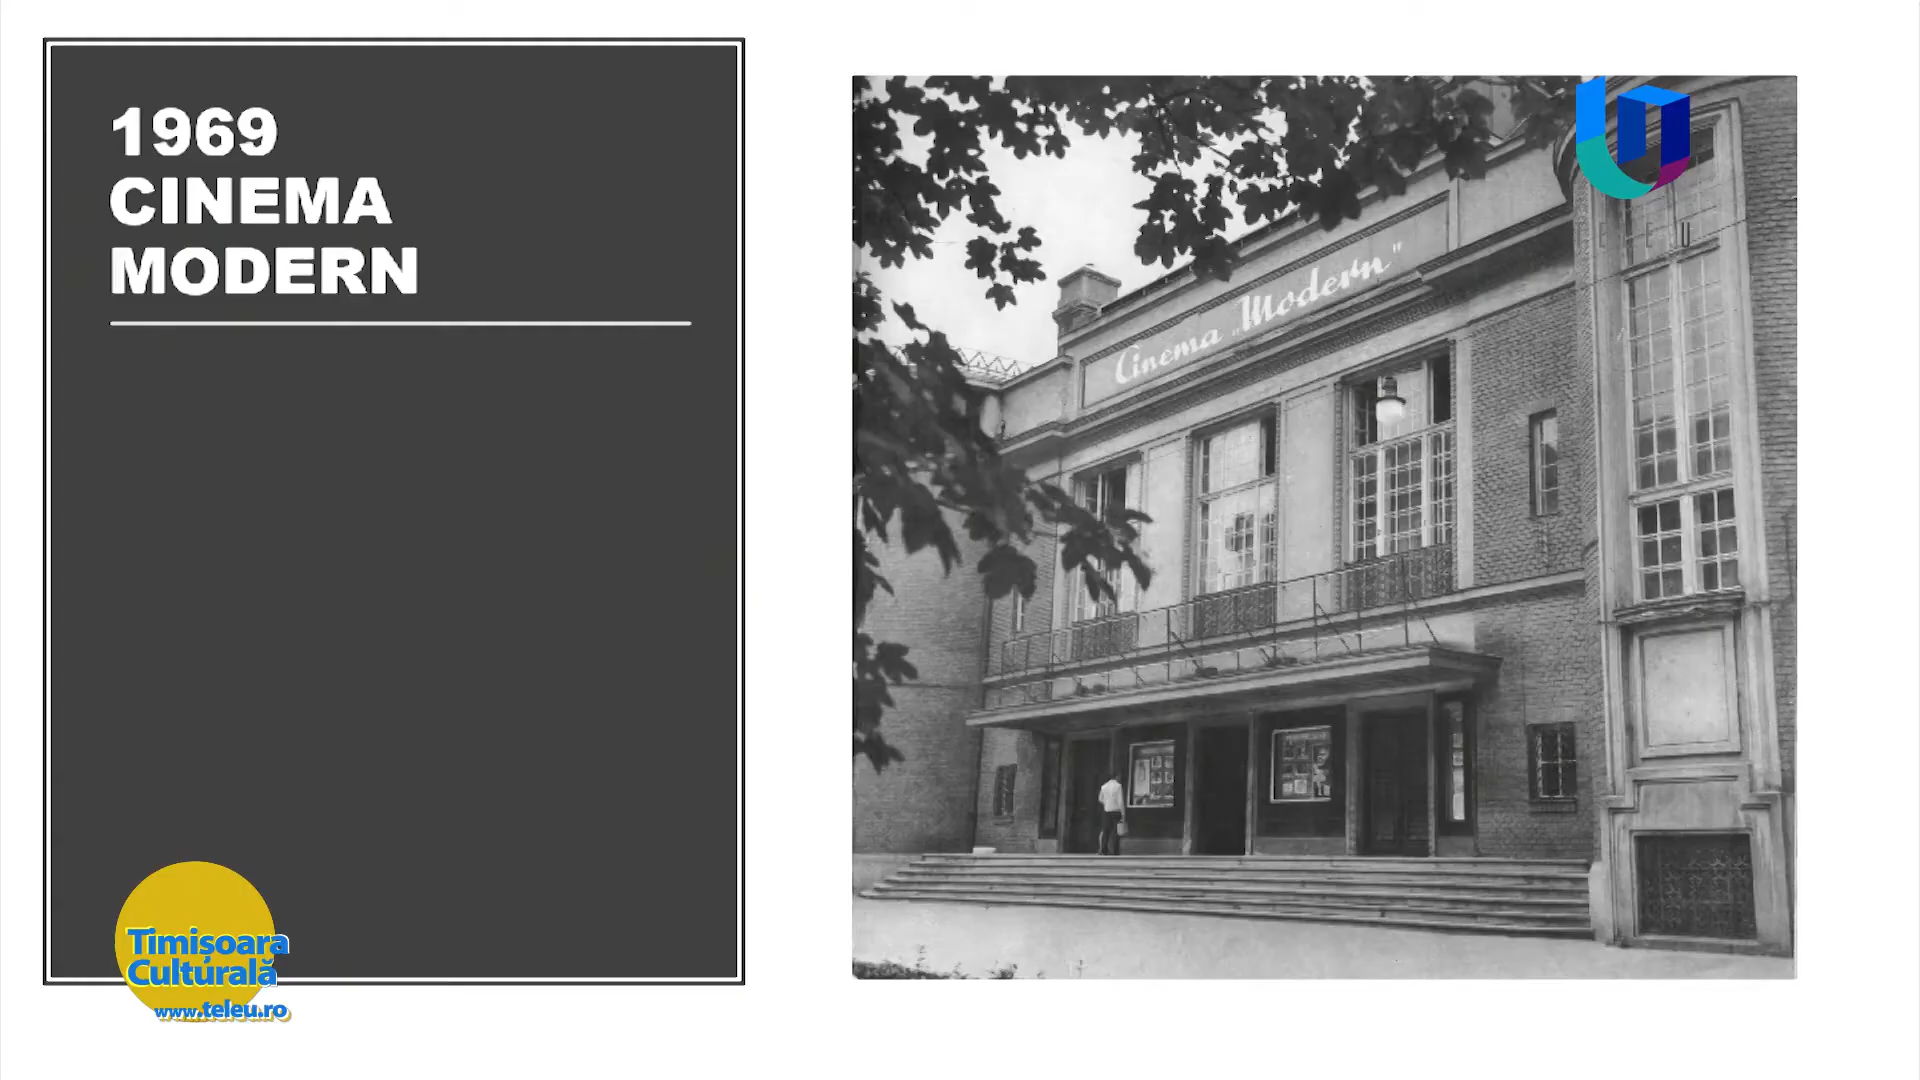 1969
CINEMA
MODERN
Cinema „Modern"
Timișoara
Culturală
www.teleu.ro